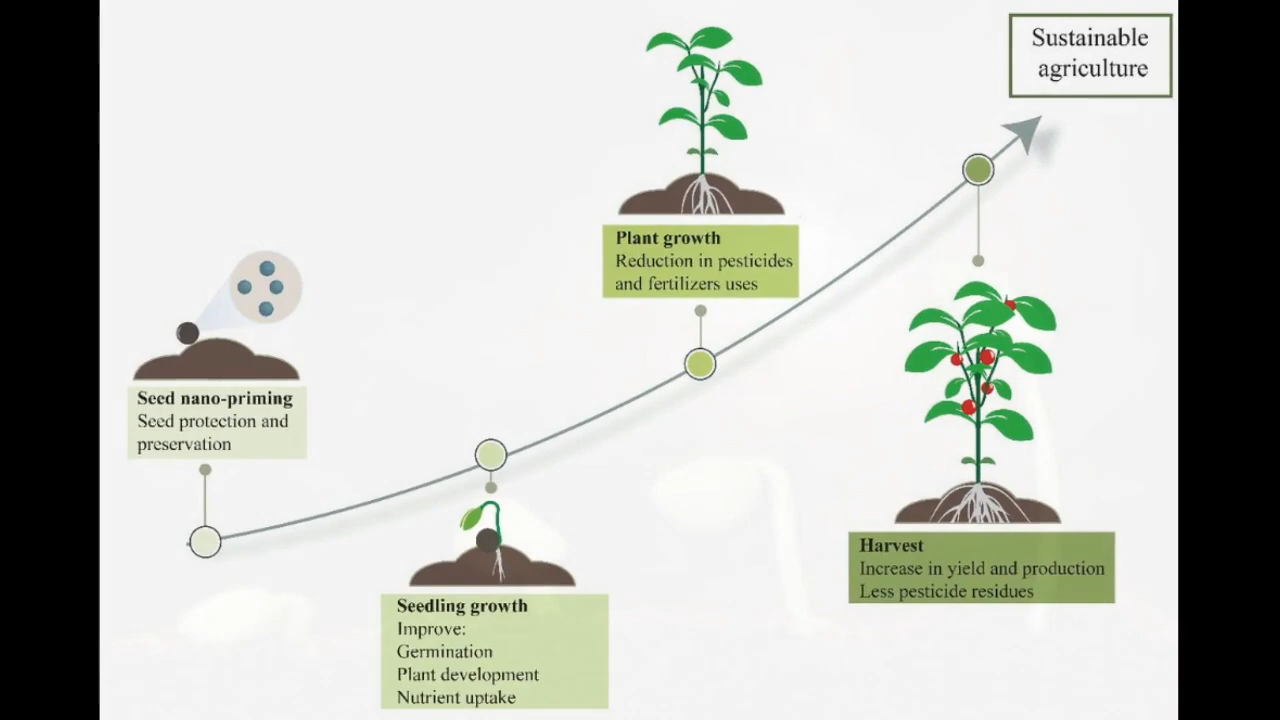 Sustainable
agriculture
Plant growth
Reduction in pesticides
and fertilizers uses
Seed nano-priming
Seed protection and
preservation
Harvest
Increase in yield and production
Less pesticide residues
Seedling growth
Improve:
Germination
Plant development
Nutrient uptake